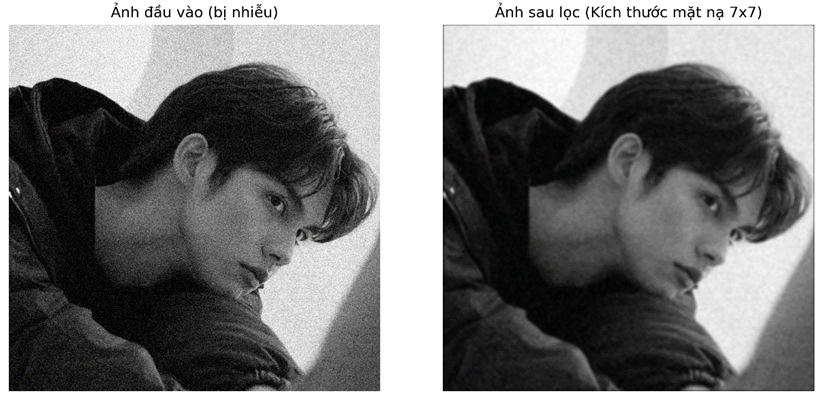 Ảnh đầu vào (bị nhiễu)
Ảnh sau lọc (Kích thước mặt nạ 7x7)